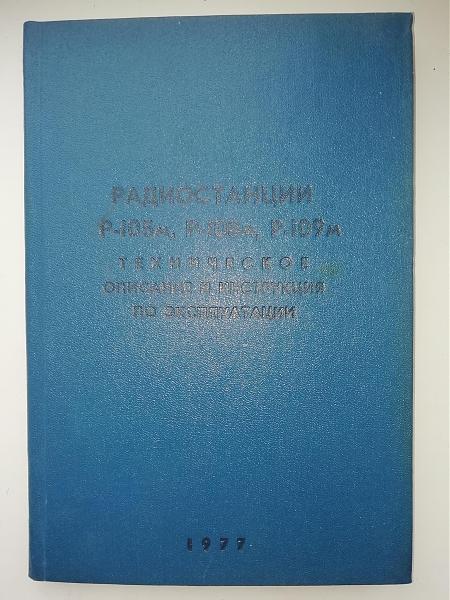 РАДИОСТАНЦИИ
Р-105м, Р-108м, Р-109м
ТЕХНИЧЕСКОЕ
ОПИСАНИЕ И ИНСТРУКЦИЯ
ПО ЭКСПЛУАТАЦИИ
1977